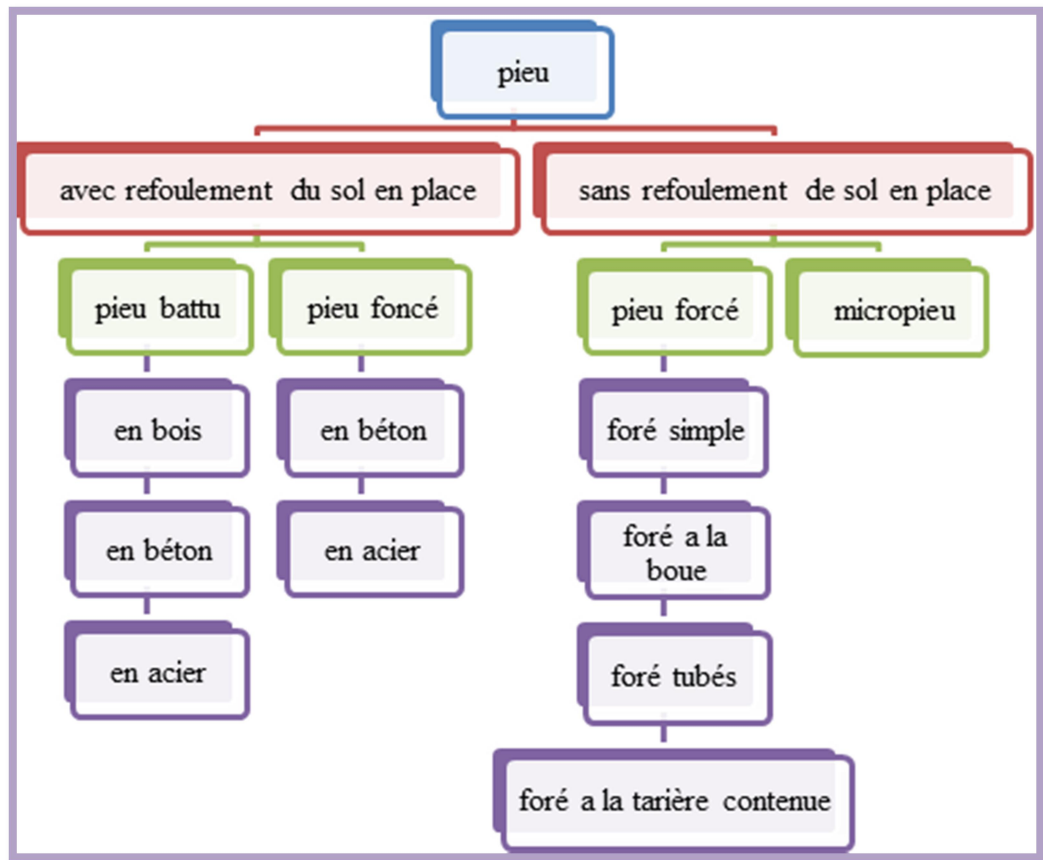 pieu
avec refoulement du sol en place
sans refoulement de sol en place
pieu battu
pieu foncé
pieu forcé
micropieu
en bois
en béton
foré simple
en béton
en acier
foré a la
boue
en acier
foré tubés
foré a la tarière contenue